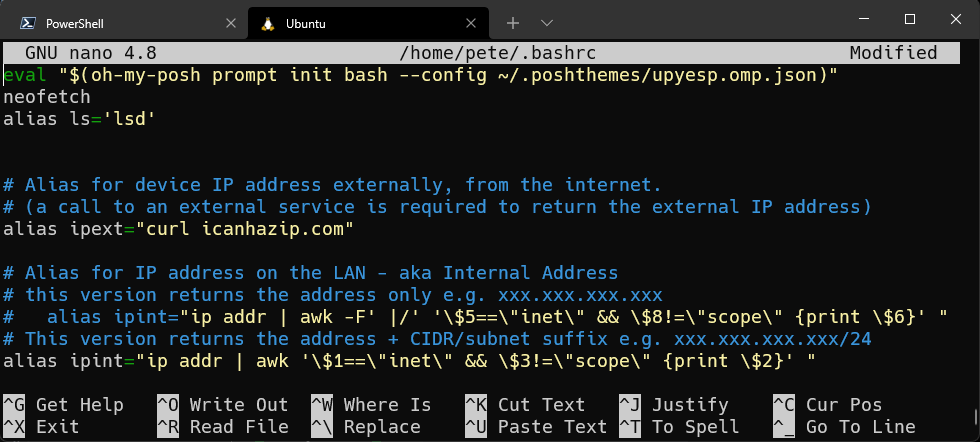 PowerShell
Ubuntu
GNU nano 4.8 /home/pete/.bashrc Modified
eval "$(oh-my-posh prompt init bash --config ~/.poshthemes/upyesp.omp.json)"
neofetch
alias ls='lsd'
# Alias for device IP address externally, from the internet.
# (a call to an external service is required to return the external IP address)
alias ipext="curl icanhazip.com"
# Alias for IP address on the LAN - aka Internal Address
# this version returns the address only e.g. xxx.xxx.xxx.xxx
#   alias ipint="ip addr | awk -F' |/' '\$5==\"inet\" && \$8!=\"scope\" {print \$6}' "
# This version returns the address + CIDR/subnet suffix e.g. xxx.xxx.xxx.xxx/24
alias ipint="ip addr | awk '\$1==\"inet\" && \$3!=\"scope\" {print \$2}' "
^G Get Help ^O Write Out ^W Where Is ^K Cut Text ^J Justify ^C Cur Pos
^X Exit ^R Read File ^\ Replace ^U Paste Text ^T To Spell ^_ Go To Line